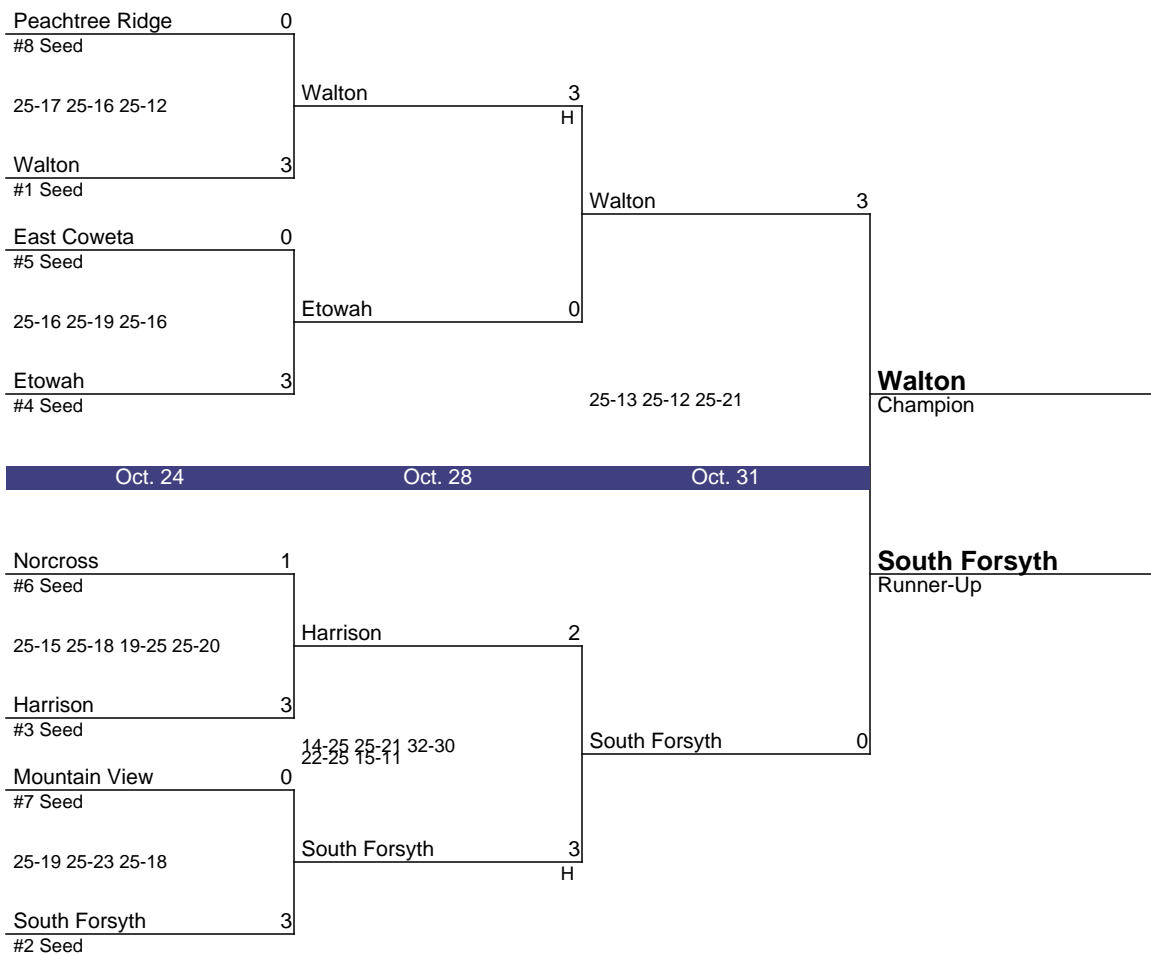 Peachtree Ridge 0
#8 Seed
25-17 25-16 25-12
Walton 3
H
Walton 3
#1 Seed
Walton 3
East Coweta 0
#5 Seed
25-16 25-19 25-16
Etowah 0
Etowah 3
#4 Seed
25-13 25-12 25-21
Walton
Champion
Oct. 24 Oct. 28 Oct. 31
Norcross 1
#6 Seed
South Forsyth
Runner-Up
25-15 25-18 19-25 25-20
Harrison 2
Harrison 3
#3 Seed
14-25 25-21 32-30
22-25 15-11
South Forsyth 0
Mountain View 0
#7 Seed
25-19 25-23 25-18
South Forsyth 3
H
South Forsyth 3
#2 Seed